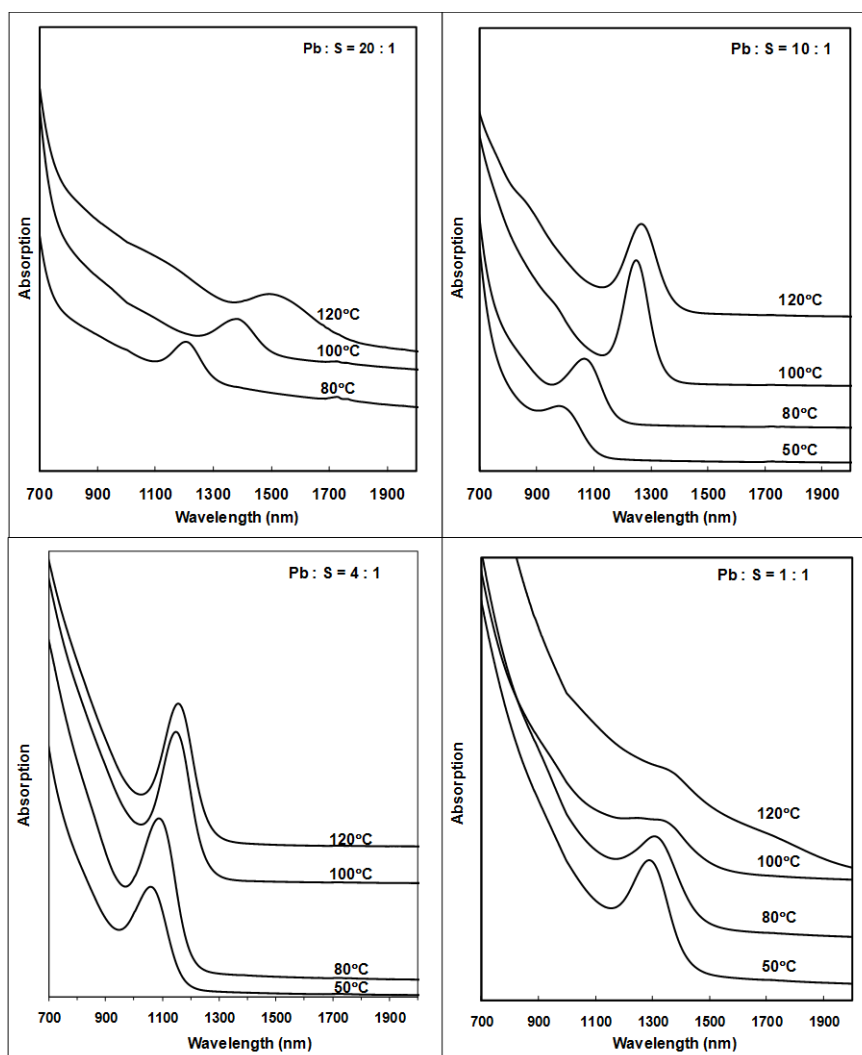 Pb : S = 20 : 1
Absorption
120°C
100°C
80°C
700 900 1100 1300 1500 1700 1900
Wavelength (nm)
Pb : S = 10 : 1
Absorption
120°C
100°C
80°C
50°C
700 900 1100 1300 1500 1700 1900
Wavelength (nm)
Pb : S = 4 : 1
Absorption
120°C
100°C
80°C
50°C
700 900 1100 1300 1500 1700 1900
Wavelength (nm)
Pb : S = 1 : 1
Absorption
120°C
100°C
80°C
50°C
700 900 1100 1300 1500 1700 1900
Wavelength (nm)